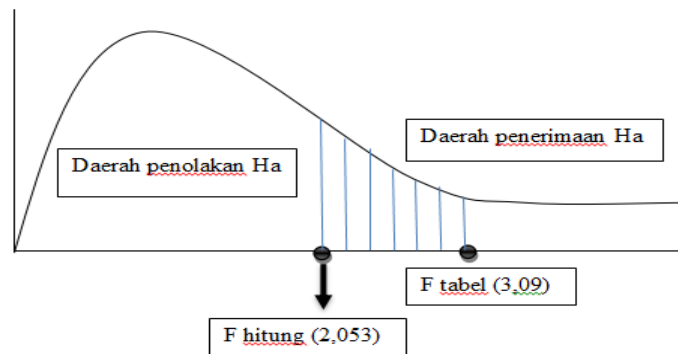 Daerah penerimaan Ha
Daerah penolakan Ha
F tabel (3,09)
F hitung (2,053)